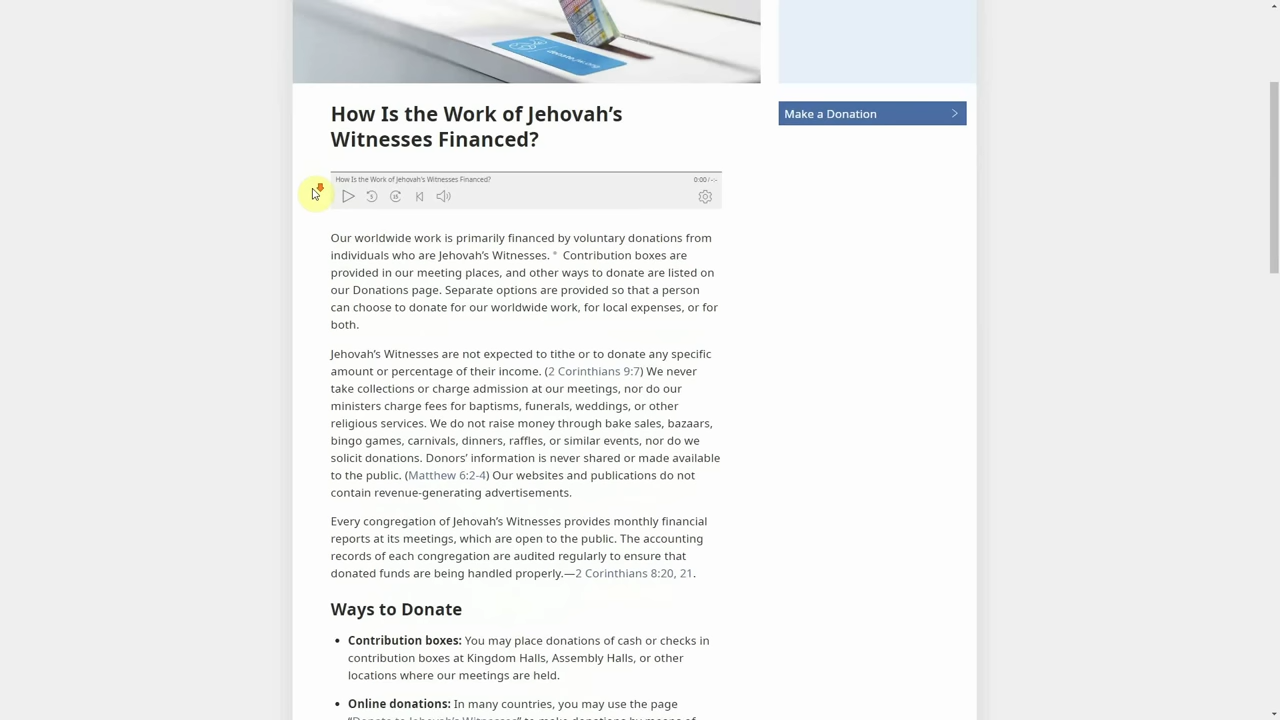 donate.jw.org
How Is the Work of Jehovah’s
Witnesses Financed?
Make a Donation
How Is the Work of Jehovah's Witnesses Financed?
0:00 / -:-
Our worldwide work is primarily financed by voluntary donations from
individuals who are Jehovah’s Witnesses. * Contribution boxes are
provided in our meeting places, and other ways to donate are listed on
our Donations page. Separate options are provided so that a person
can choose to donate for our worldwide work, for local expenses, or for
both.
Jehovah’s Witnesses are not expected to tithe or to donate any specific
amount or percentage of their income. (2 Corinthians 9:7) We never
take collections or charge admission at our meetings, nor do our
ministers charge fees for baptisms, funerals, weddings, or other
religious services. We do not raise money through bake sales, bazaars,
bingo games, carnivals, dinners, raffles, or similar events, nor do we
solicit donations. Donors’ information is never shared or made available
to the public. (Matthew 6:2-4) Our websites and publications do not
contain revenue-generating advertisements.
Every congregation of Jehovah’s Witnesses provides monthly financial
reports at its meetings, which are open to the public. The accounting
records of each congregation are audited regularly to ensure that
donated funds are being handled properly.—2 Corinthians 8:20, 21.
Ways to Donate
• Contribution boxes: You may place donations of cash or checks in
contribution boxes at Kingdom Halls, Assembly Halls, or other
locations where our meetings are held.
• Online donations: In many countries, you may use the page
“Donate to Jehovah’s Witnesses” to make donations by means of